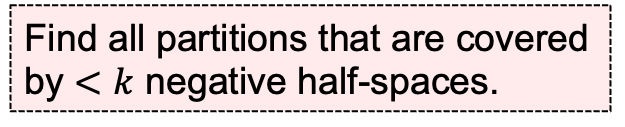 Find all partitions that are covered
by < k negative half-spaces.